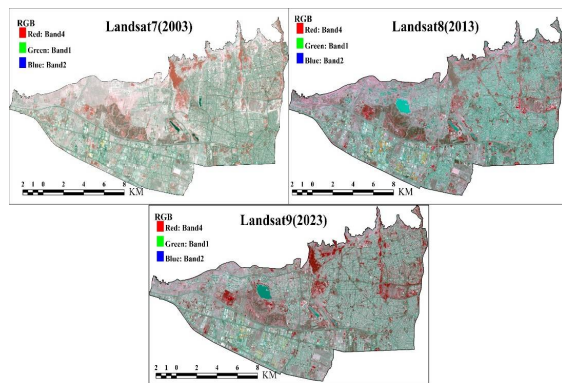 Landsat7(2003)
RGB
Red: Band4
Green: Band1
Blue: Band2
2 1 0 2 4 6 8
KM
Landsat8(2013)
RGB
Red: Band4
Green: Band1
Blue: Band2
2 1 0 2 4 6 8
KM
Landsat9(2023)
RGB
Red: Band4
Green: Band1
Blue: Band2
2 1 0 2 4 6 8
KM